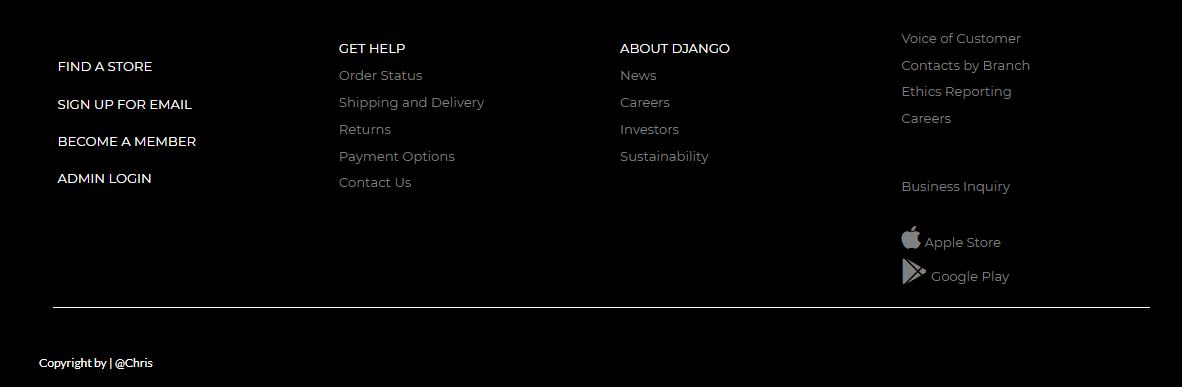 FIND A STORE
SIGN UP FOR EMAIL
BECOME A MEMBER
ADMIN LOGIN
GET HELP
Order Status
Shipping and Delivery
Returns
Payment Options
Contact Us
ABOUT DJANGO
News
Careers
Investors
Sustainability
Voice of Customer
Contacts by Branch
Ethics Reporting
Careers
Business Inquiry
Apple Store
Google Play
Copyright by | @Chris